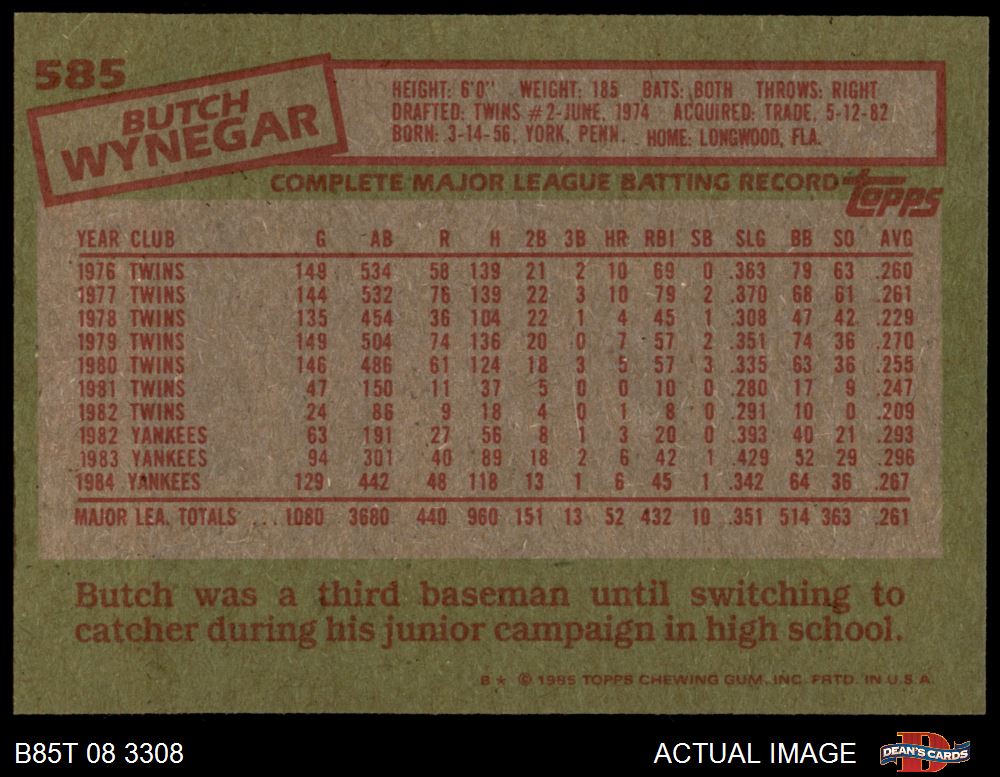 585
BUTCH
WYNEGAR
HEIGHT: 6'0" WEIGHT: 185 BATS: BOTH THROWS: RIGHT
DRAFTED: TWINS #2-JUNE, 1974 ACQUIRED: TRADE, 5-12-82
BORN: 3-14-56, YORK, PENN. HOME: LONGWOOD, FLA.
COMPLETE MAJOR LEAGUE BATTING RECORD topps
YEAR CLUB G AB R H 2B 3B HR RBI SB SLG BB SO AVG
1976 TWINS 149 534 58 139 21 2 10 69 0 .363 79 63 .260
1977 TWINS 144 532 76 139 22 3 10 79 2 .370 68 61 .261
1978 TWINS 135 454 36 104 22 1 4 45 1 .308 47 42 .229
1979 TWINS 149 504 74 136 20 0 7 57 2 .351 74 36 .270
1980 TWINS 146 486 61 124 18 3 5 57 3 .335 63 36 .255
1981 TWINS 47 150 11 37 5 0 0 10 0 .280 17 9 .247
1982 TWINS 24 86 9 18 4 0 1 8 0 .291 10 0 .209
1982 YANKEES 63 191 27 56 8 1 3 20 0 .393 40 21 .293
1983 YANKEES 94 301 40 89 18 2 6 42 1 .429 52 29 .296
1984 YANKEES 129 442 48 118 13 1 6 45 1 .342 64 36 .267
MAJOR LEA. TOTALS ... 1080 3680 440 960 151 13 52 432 10 .351 514 363 .261
Butch was a third baseman until switching to
catcher during his junior campaign in high school.
B★ © 1985 TOPPS CHEWING GUM, INC. PRTD. IN U.S.A.
B85T 08 3308 ACTUAL IMAGE DEAN'S CARDS